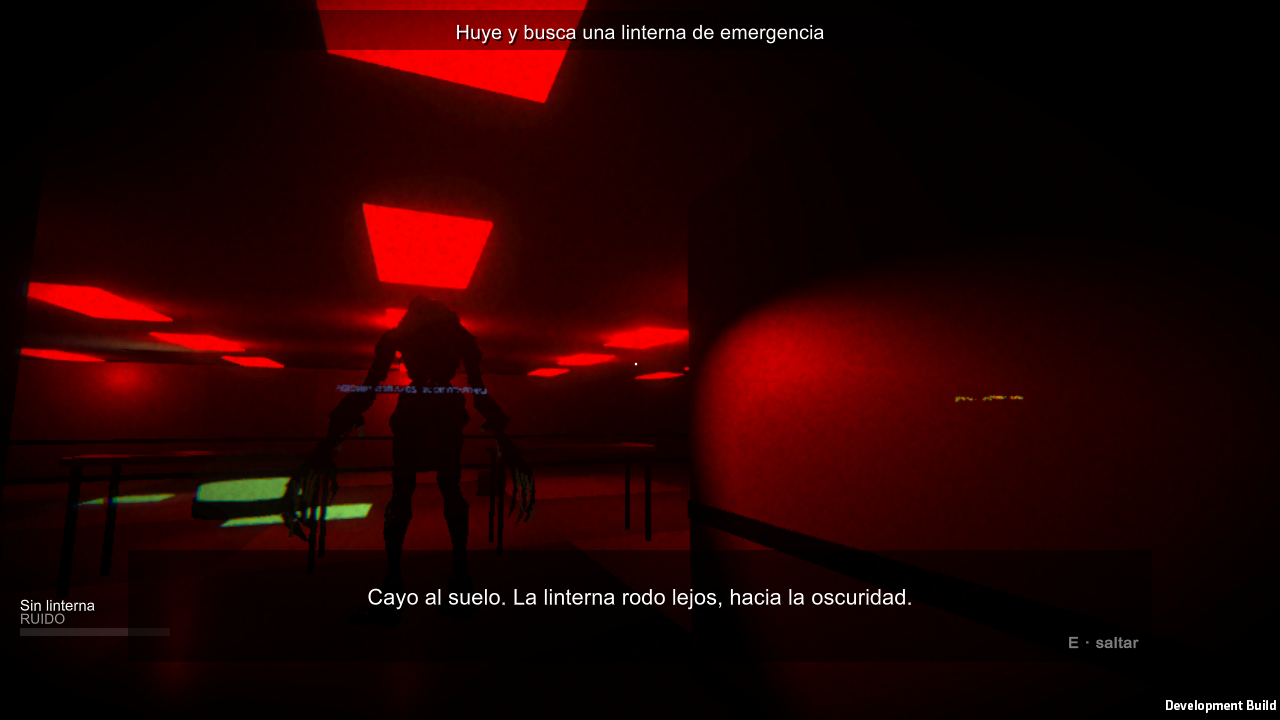 Huye y busca una linterna de emergencia
Cayo al suelo. La linterna rodo lejos, hacia la oscuridad.
Sin linterna
RUIDO
E · saltar
Development Build